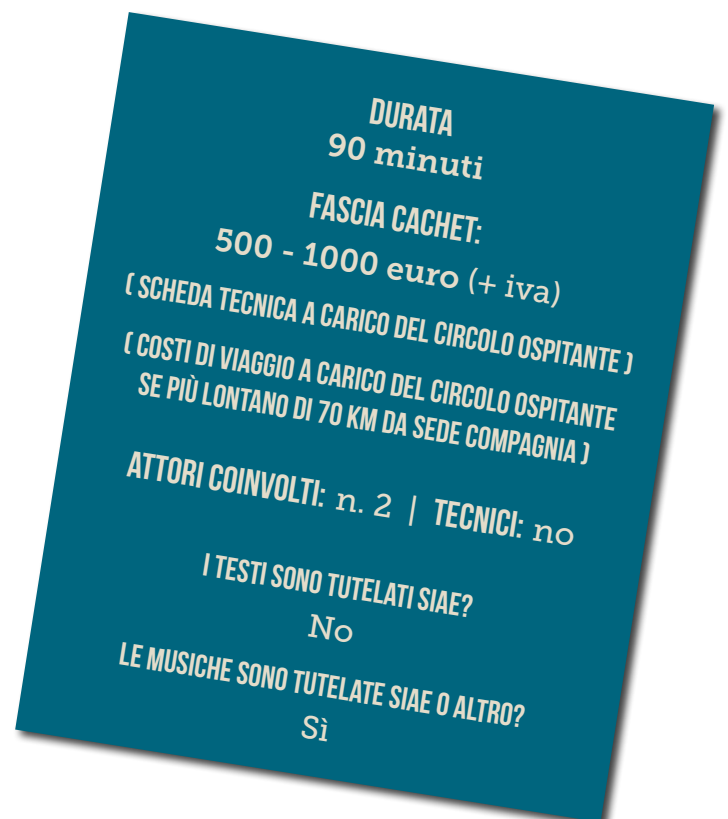 DURATA
90 minuti
FASCIA CACHET:
500 - 1000 euro (+ iva)
( SCHEDA TECNICA A CARICO DEL CIRCOLO OSPITANTE )
( COSTI DI VIAGGIO A CARICO DEL CIRCOLO OSPITANTE
SE PIÙ LONTANO DI 70 KM DA SEDE COMPAGNIA )
ATTORI COINVOLTI: n. 2 | TECNICI: no
I TESTI SONO TUTELATI SIAE?
No
LE MUSICHE SONO TUTELATE SIAE O ALTRO?
Sì